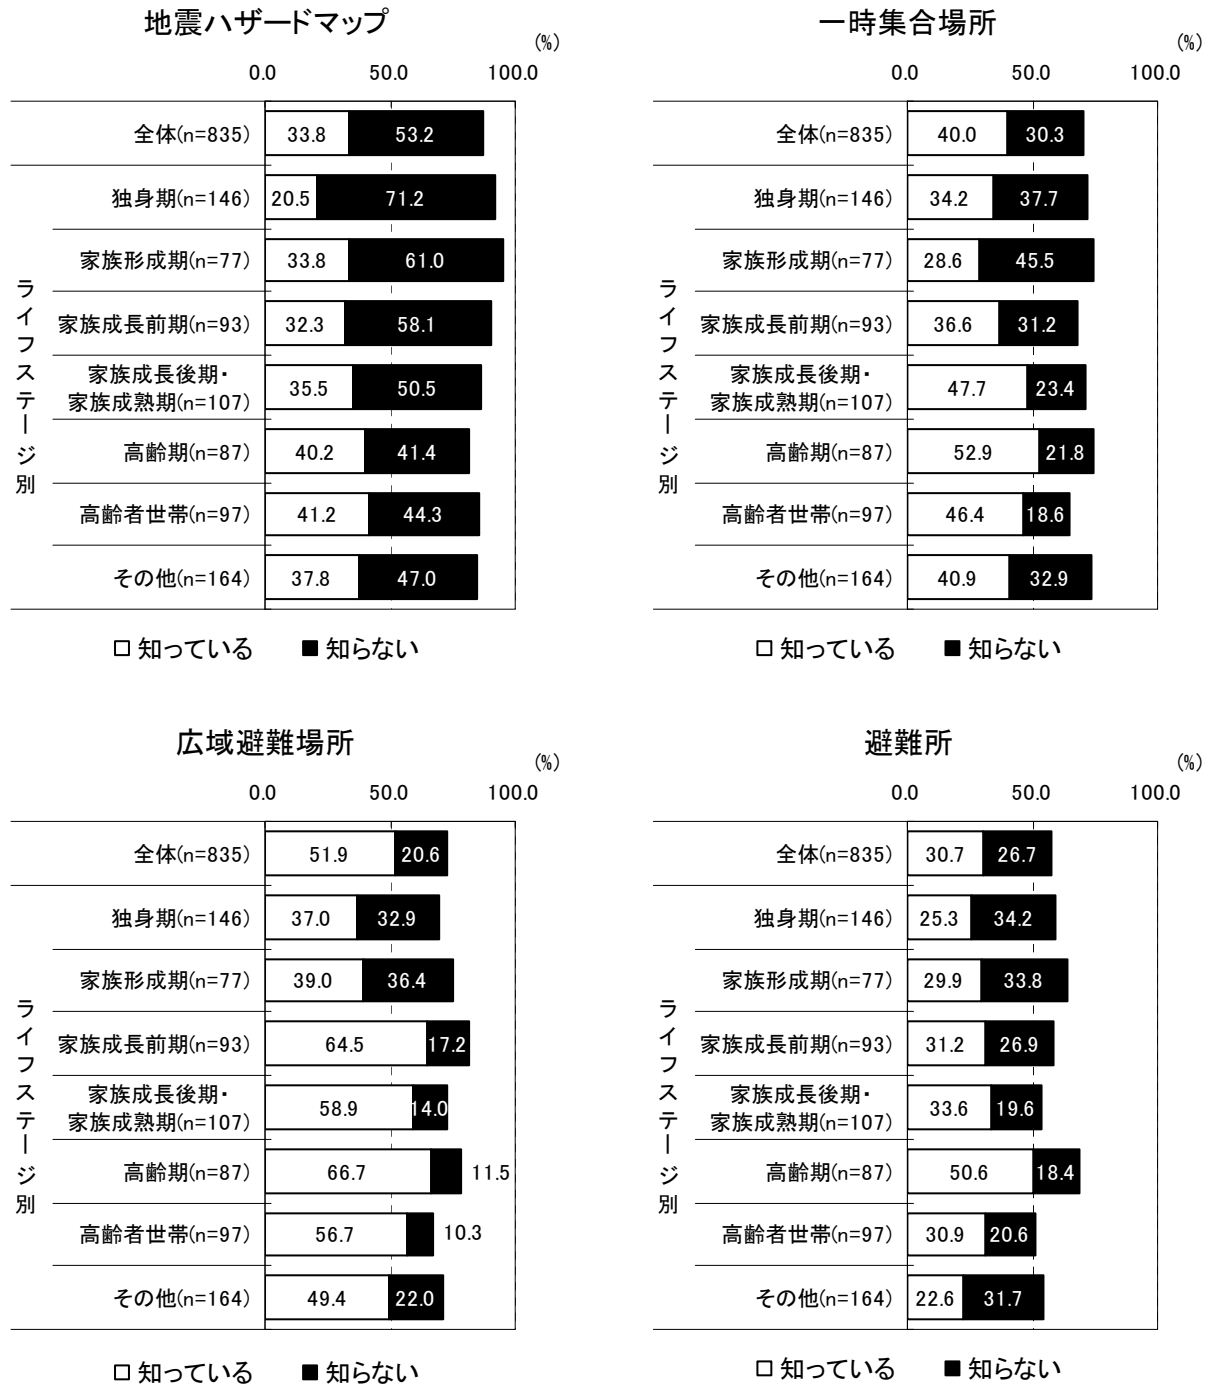 地震ハザードマップ
(%)
0.0 50.0 100.0
全体(n=835) 33.8 53.2
ライフステージ別
独身期(n=146) 20.5 71.2
家族形成期(n=77) 33.8 61.0
家族成長前期(n=93) 32.3 58.1
家族成長後期・
家族成熟期(n=107) 35.5 50.5
高齢期(n=87) 40.2 41.4
高齢者世帯(n=97) 41.2 44.3
その他(n=164) 37.8 47.0
知っている 知らない
一時集合場所
(%)
0.0 50.0 100.0
全体(n=835) 40.0 30.3
ライフステージ別
独身期(n=146) 34.2 37.7
家族形成期(n=77) 28.6 45.5
家族成長前期(n=93) 36.6 31.2
家族成長後期・
家族成熟期(n=107) 47.7 23.4
高齢期(n=87) 52.9 21.8
高齢者世帯(n=97) 46.4 18.6
その他(n=164) 40.9 32.9
知っている 知らない
広域避難場所
(%)
0.0 50.0 100.0
全体(n=835) 51.9 20.6
ライフステージ別
独身期(n=146) 37.0 32.9
家族形成期(n=77) 39.0 36.4
家族成長前期(n=93) 64.5 17.2
家族成長後期・
家族成熟期(n=107) 58.9 14.0
高齢期(n=87) 66.7 11.5
高齢者世帯(n=97) 56.7 10.3
その他(n=164) 49.4 22.0
知っている 知らない
避難所
(%)
0.0 50.0 100.0
全体(n=835) 30.7 26.7
ライフステージ別
独身期(n=146) 25.3 34.2
家族形成期(n=77) 29.9 33.8
家族成長前期(n=93) 31.2 26.9
家族成長後期・
家族成熟期(n=107) 33.6 19.6
高齢期(n=87) 50.6 18.4
高齢者世帯(n=97) 30.9 20.6
その他(n=164) 22.6 31.7
知っている 知らない